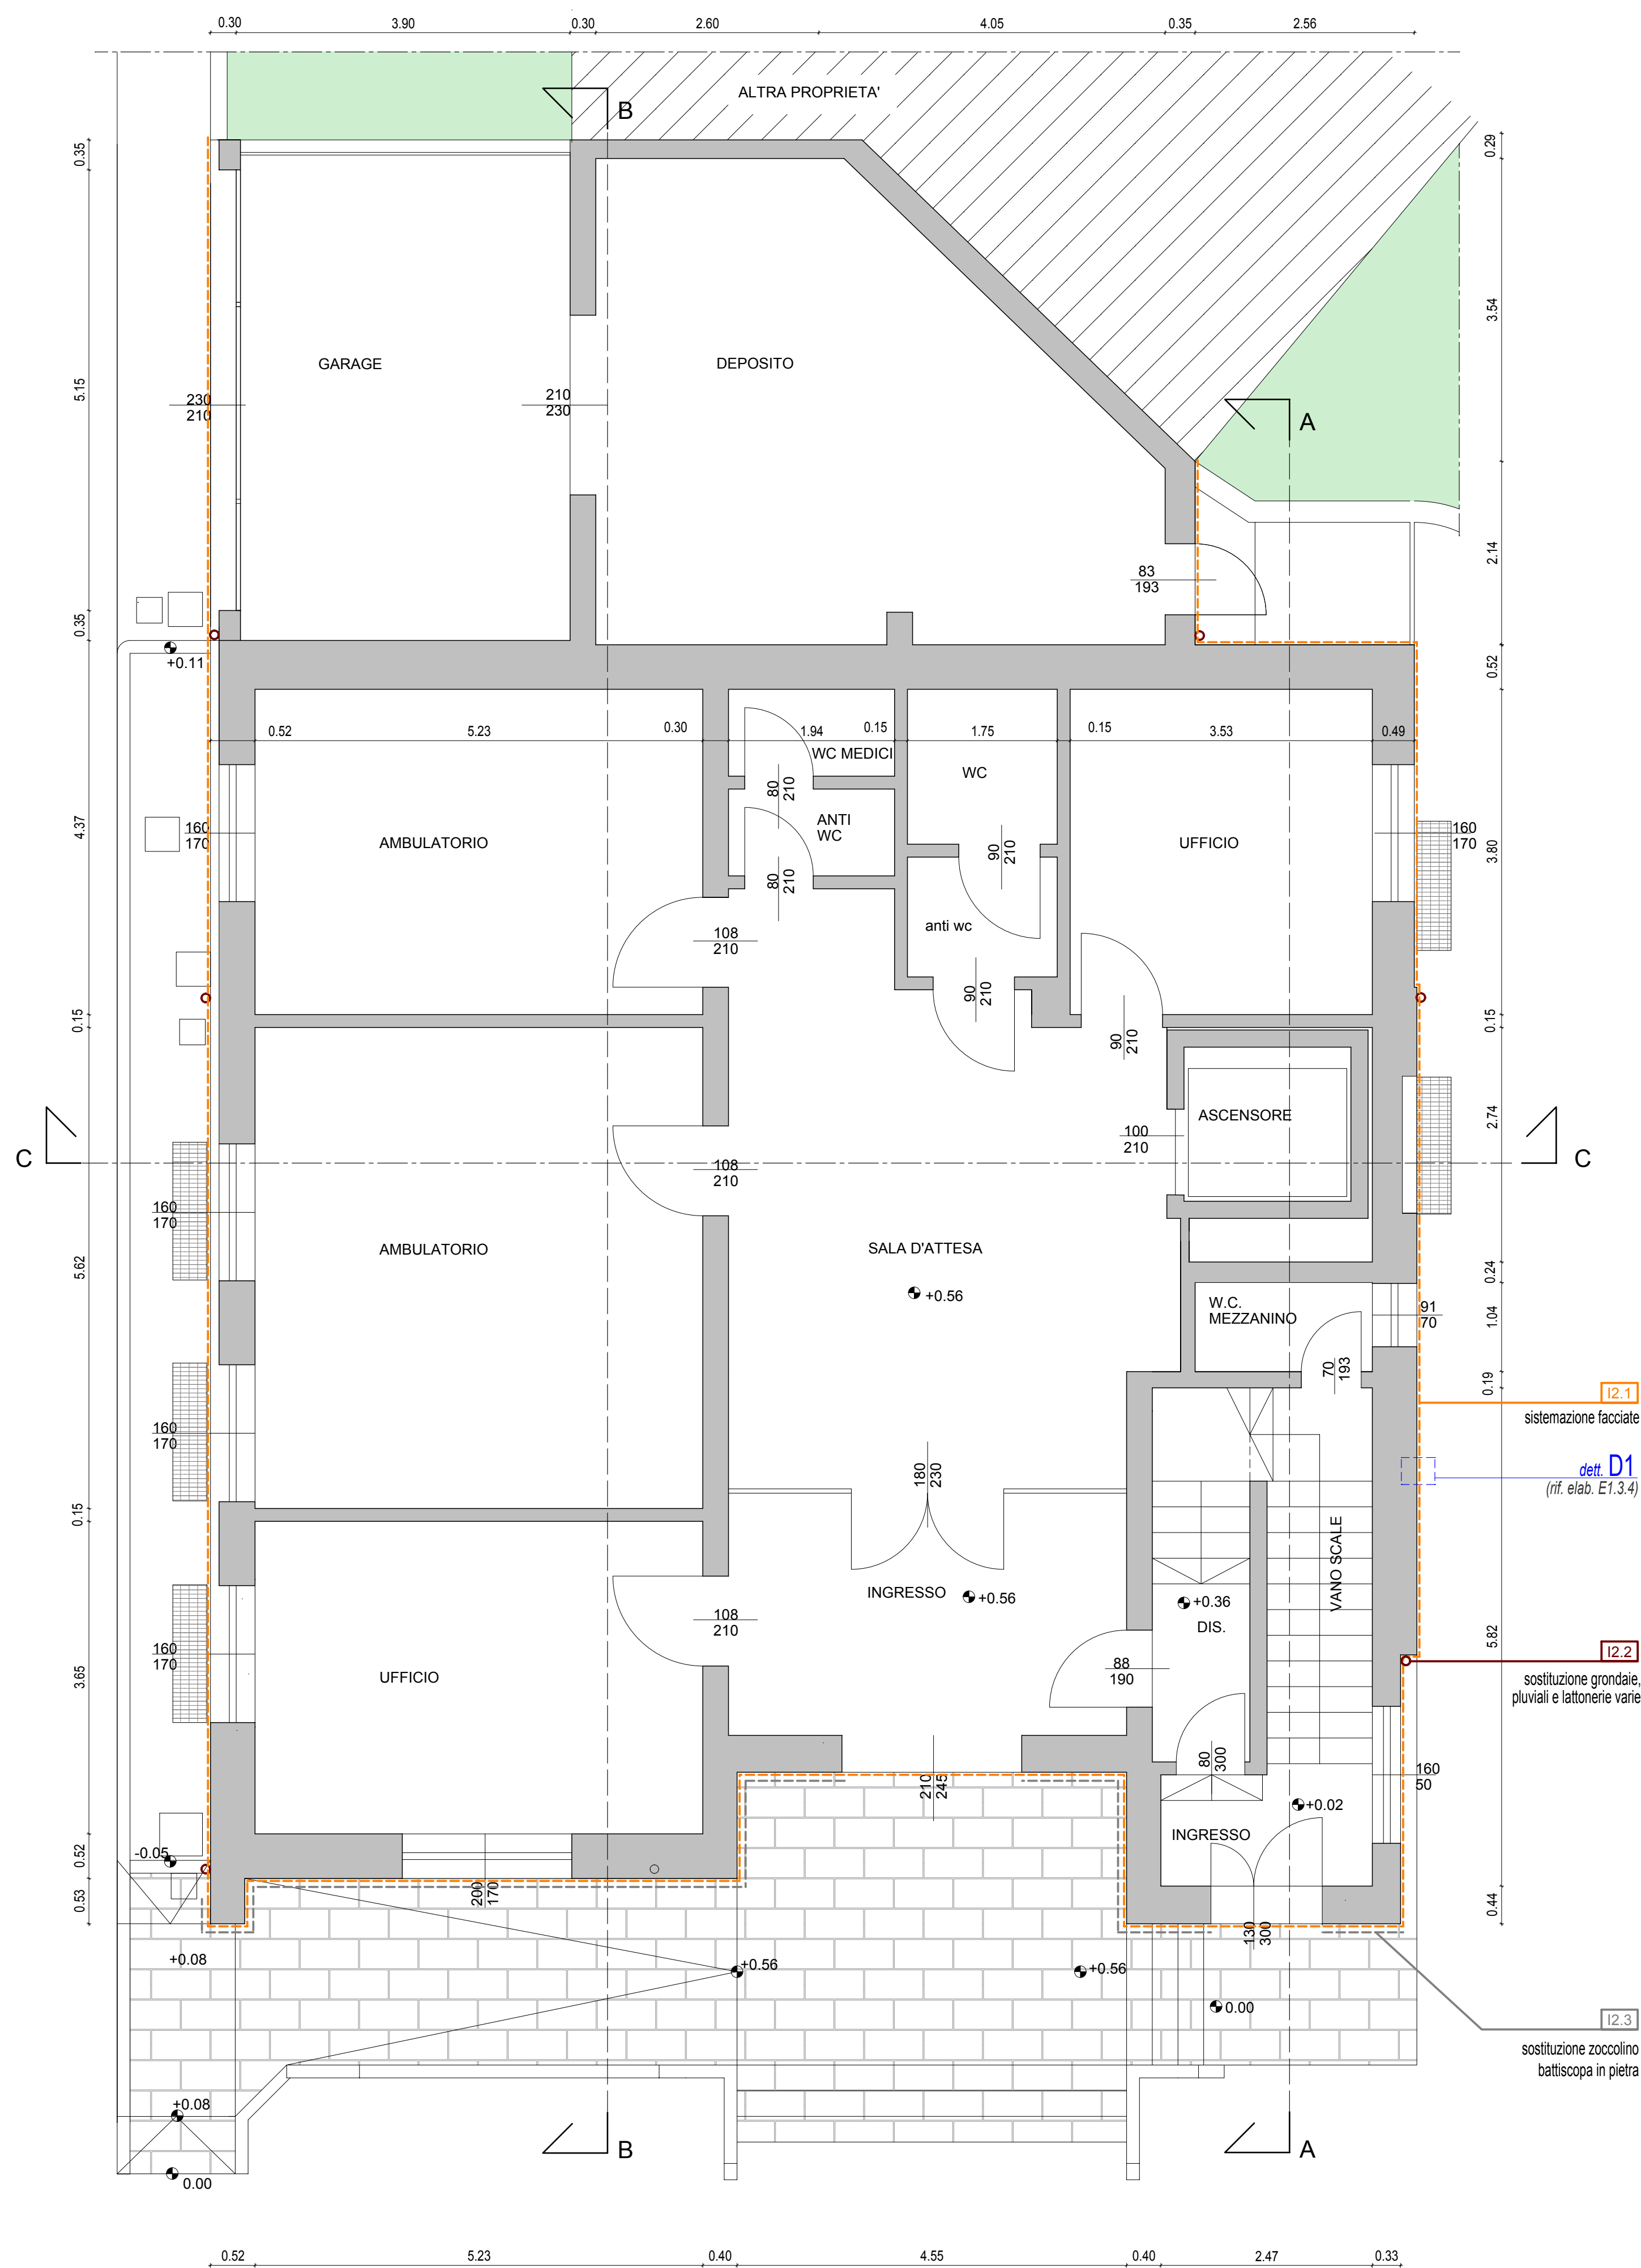 0.30 3.90 0.30 2.60 4.05 0.35 2.56
ALTRA PROPRIETA'
B
0.35
0.29
GARAGE
DEPOSITO
3.54
5.15
230
210
210
230
A
83
193
2.14
0.35
+0.11
0.52
0.52 5.23 0.30 1.94 0.15 1.75 0.15 3.53 0.49
WC MEDICI
WC
80
210
ANTI
WC
4.37
160
170
AMBULATORIO
90
210
UFFICIO
160
170
3.80
80
210
108
210
anti wc
90
210
90
210
0.15
0.15
C
ASCENSORE
100
210
2.74
C
108
210
160
170
AMBULATORIO
SALA D'ATTESA
+0.56
5.62
0.24
W.C.
MEZZANINO
91
70
1.04
70
193
0.19
I2.1
sistemazione facciate
160
170
180
230
dett. D1
(rif. elab. E1.3.4)
0.15
VANO SCALE
INGRESSO
+0.56
+0.36
DIS.
108
210
5.82
160
170
UFFICIO
3.65
88
190
I2.2
sostituzione grondaie,
pluviali e lattonerie varie
80
300
160
50
210
245
+0.02
INGRESSO
-0.05
0.52
0.53
200
170
0.44
130
300
+0.08
+0.56
+0.56
0.00
I2.3
sostituzione zoccolino
battiscopa in pietra
+0.08
B
A
0.00
0.52 5.23 0.40 4.55 0.40 2.47 0.33